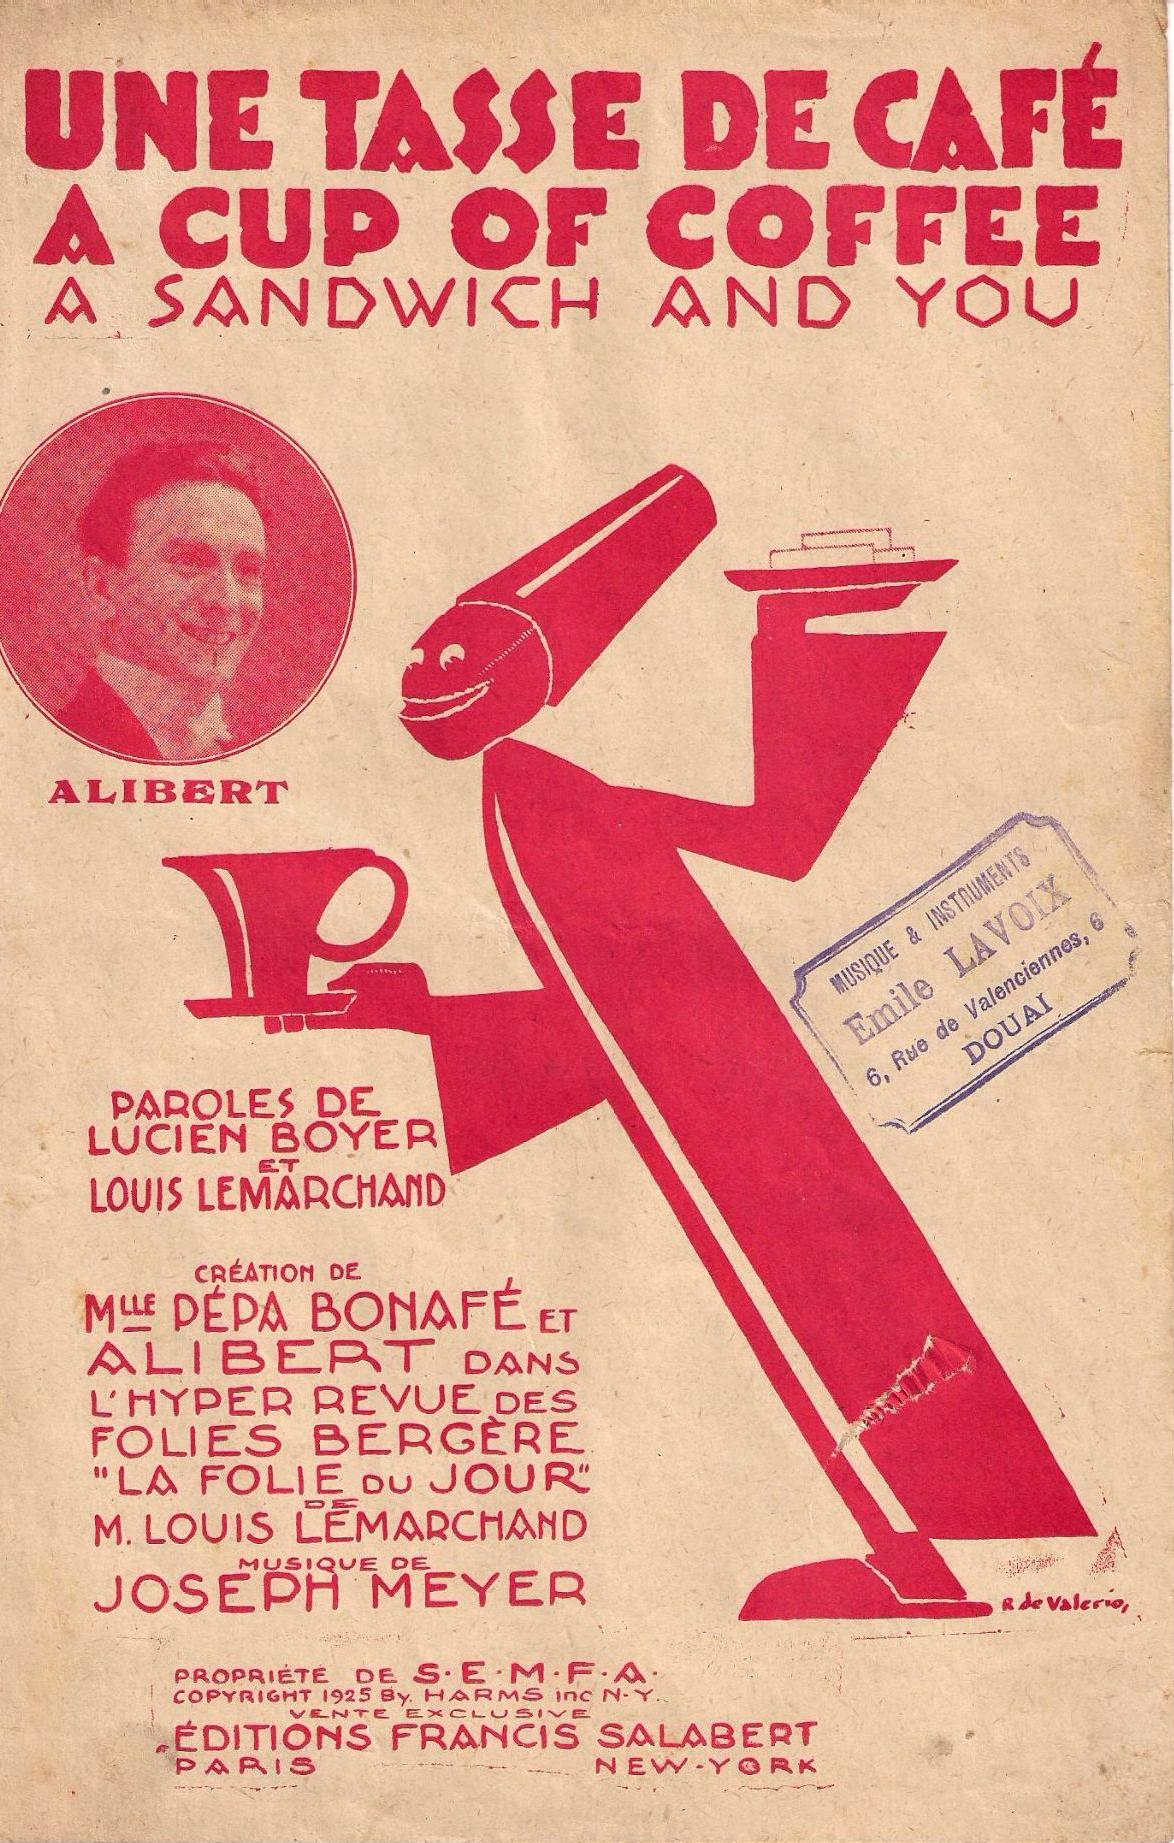 UNE TASSE DE CAFÉ
A CUP OF COFFEE
A SANDWICH AND YOU
ALIBERT
MUSIQUE & INSTRUMENTS
Emile LAVOIX
6, Rue de Valenciennes, 6
DOUAI
PAROLES DE
LUCIEN BOYER
ET
LOUIS LEMARCHAND
CRÉATION DE
MLLE PÉPA BONAFÉ ET
ALIBERT DANS
L'HYPER REVUE DES
FOLIES BERGÈRE
"LA FOLIE DU JOUR"
DE
M. LOUIS LEMARCHAND
MUSIQUE DE
JOSEPH MEYER
R de Valerio,
PROPRIÉTÉ DE S.E.M.F.A.
COPYRIGHT 1925 By HARMS inc N-Y.
VENTE EXCLUSIVE
ÉDITIONS FRANCIS SALABERT
PARIS NEW-YORK